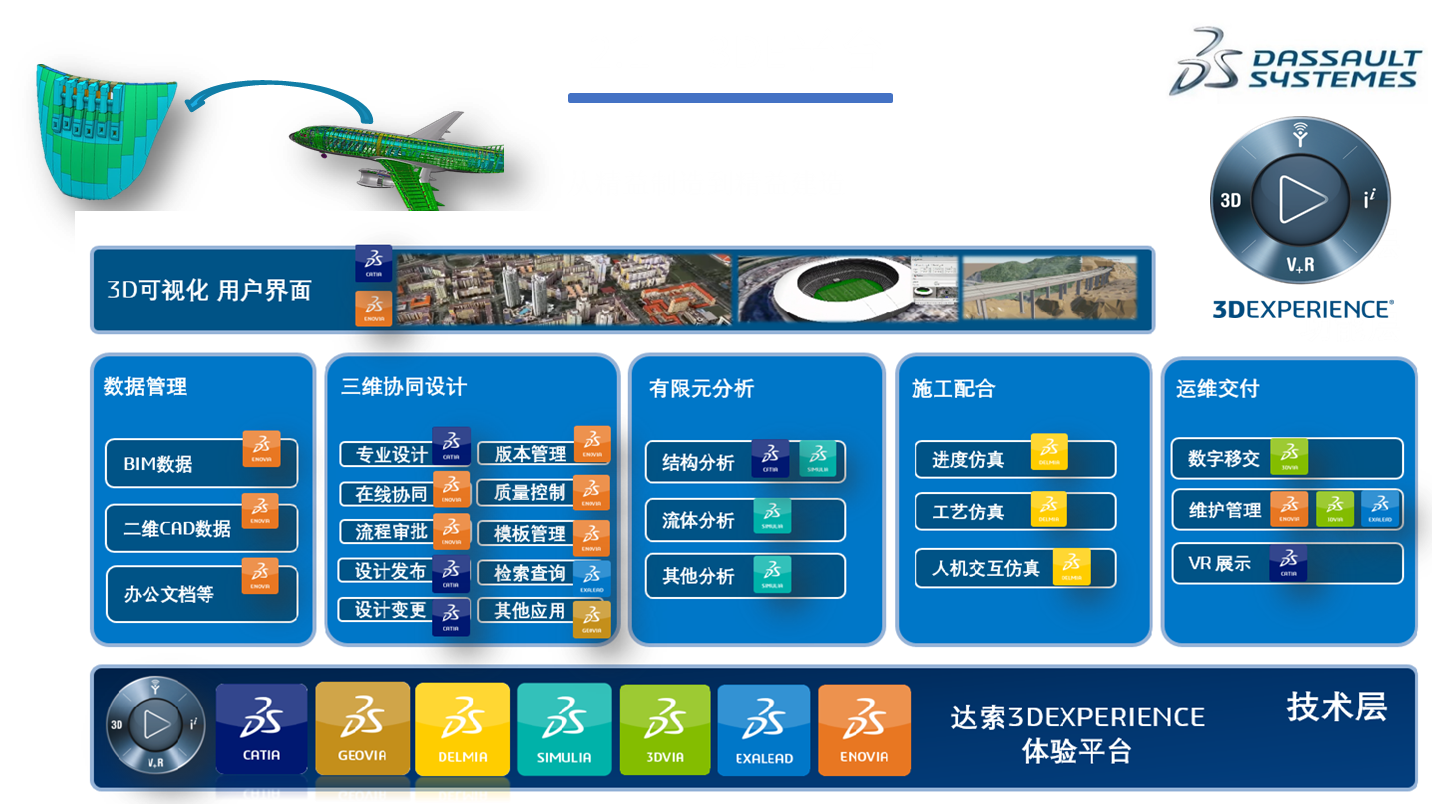 DASSAULT
SYSTEMES
3D
i i
V+R
3DEXPERIENCE®
3D可视化 用户界面
CATIA
ENOVIA
数据管理
BIM数据
ENOVIA
二维CAD数据
ENOVIA
办公文档等
ENOVIA
三维协同设计
专业设计
CATIA
版本管理
ENOVIA
在线协同
ENOVIA
质量控制
ENOVIA
流程审批
ENOVIA
模板管理
ENOVIA
设计发布
CATIA
检索查询
EXALEAD
设计变更
CATIA
其他应用
GEOVIA
有限元分析
结构分析
CATIA
SIMULIA
流体分析
SIMULIA
其他分析
SIMULIA
施工配合
进度仿真
DELMIA
工艺仿真
DELMIA
人机交互仿真
DELMIA
运维交付
数字移交
3DVIA
维护管理
ENOVIA
3DVIA
EXALEAD
VR 展示
CATIA
3D
i i
V+R
CATIA
GEOVIA
DELMIA
SIMULIA
3DVIA
EXALEAD
ENOVIA
达索3DEXPERIENCE
体验平台
技术层